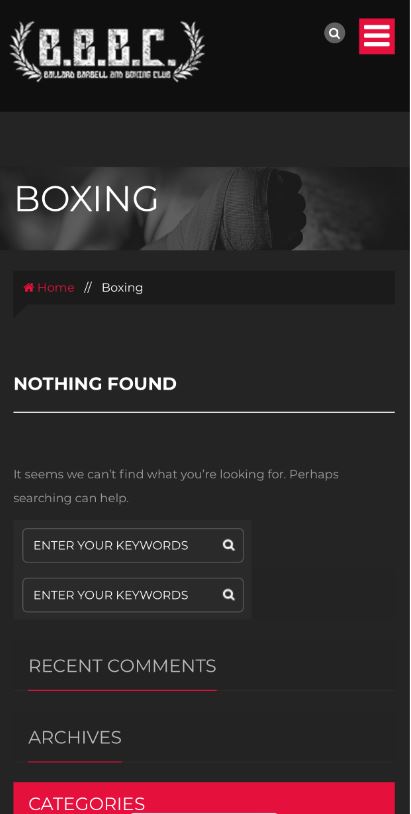 B.B.B.C.
BALLARD BARBELL AND BOXING CLUB
BOXING
Home // Boxing
NOTHING FOUND
It seems we can't find what you're looking for. Perhaps
searching can help.
ENTER YOUR KEYWORDS
ENTER YOUR KEYWORDS
RECENT COMMENTS
ARCHIVES
CATEGORIES